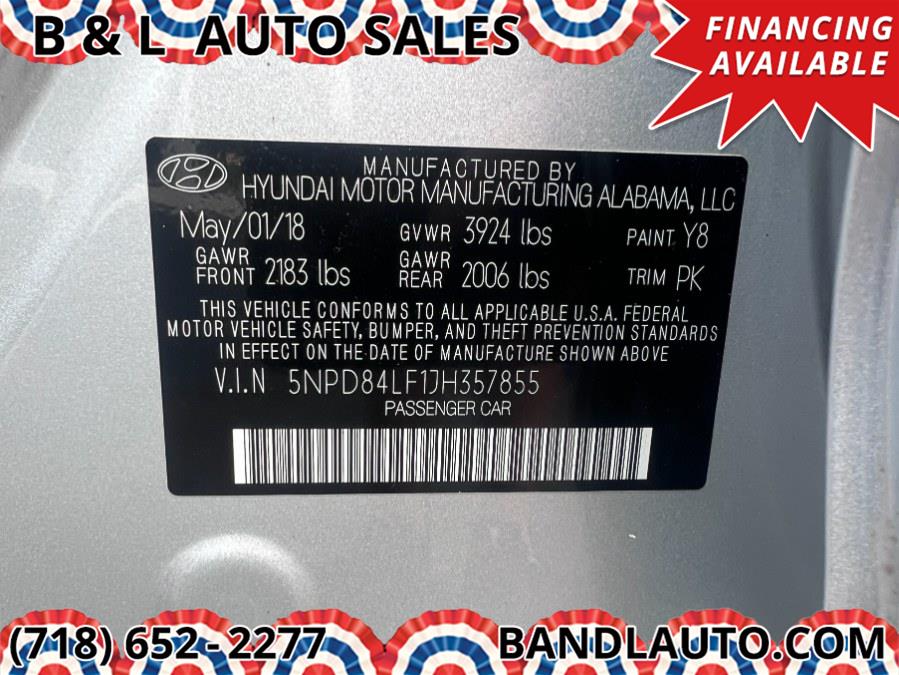 B & L AUTO SALES
FINANCING
AVAILABLE
MANUFACTURED BY
HYUNDAI MOTOR MANUFACTURING ALABAMA, LLC
May/01/18 GVWR 3924 lbs PAINT Y8
GAWR FRONT 2183 lbs GAWR REAR 2006 lbs TRIM PK
THIS VEHICLE CONFORMS TO ALL APPLICABLE U.S.A. FEDERAL
MOTOR VEHICLE SAFETY, BUMPER, AND THEFT PREVENTION STANDARDS
IN EFFECT ON THE DATE OF MANUFACTURE SHOWN ABOVE
V.I.N 5NPD84LF1JH357855
PASSENGER CAR
(718) 652-2277 BANDLAUTO.COM